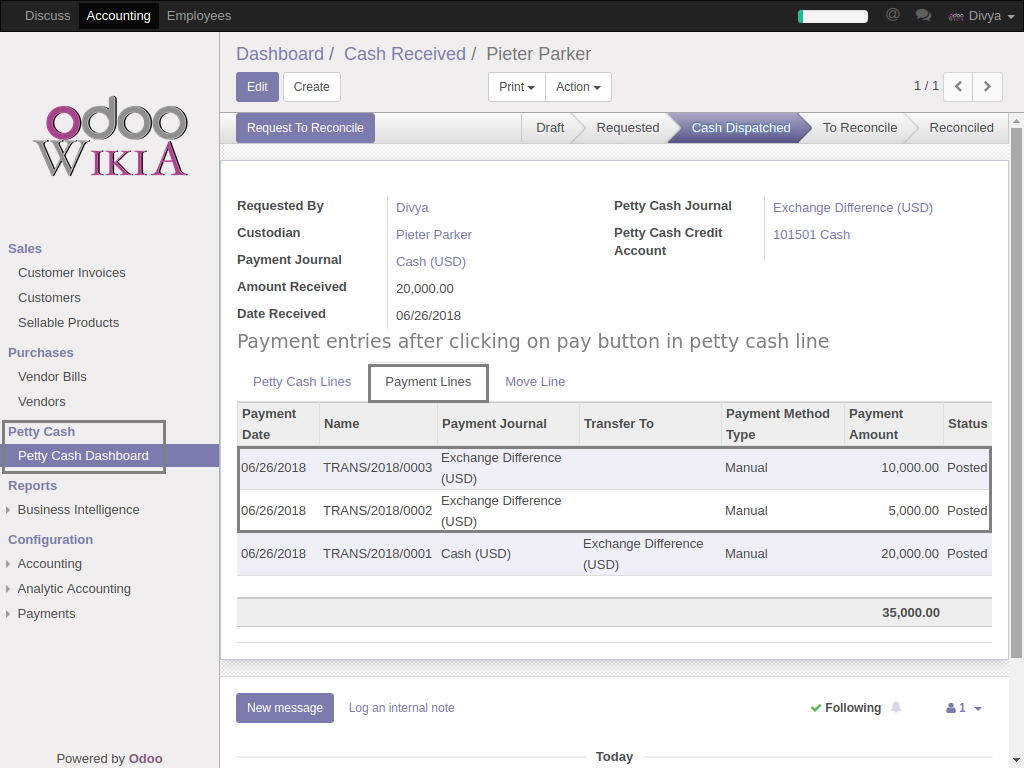 Discuss Accounting Employees
@ odoo Divya
odoo
WIKIA
Sales
Customer Invoices
Customers
Sellable Products
Purchases
Vendor Bills
Vendors
Petty Cash
Petty Cash Dashboard
Reports
Business Intelligence
Configuration
Accounting
Analytic Accounting
Payments
Powered by Odoo
Dashboard / Cash Received / Pieter Parker
Edit Create Print Action 1 / 1
Request To Reconcile Draft Requested Cash Dispatched To Reconcile Reconciled
Requested By Divya
Custodian Pieter Parker
Payment Journal Cash (USD)
Amount Received 20,000.00
Date Received 06/26/2018
Petty Cash Journal Exchange Difference (USD)
Petty Cash Credit 101501 Cash
Account
Payment entries after clicking on pay button in petty cash line
Petty Cash Lines Payment Lines Move Line
Payment Date Name Payment Journal Transfer To Payment Method Type Payment Amount Status
06/26/2018 TRANS/2018/0003 Exchange Difference (USD) Manual 10,000.00 Posted
06/26/2018 TRANS/2018/0002 Exchange Difference (USD) Manual 5,000.00 Posted
06/26/2018 TRANS/2018/0001 Cash (USD) Exchange Difference (USD) Manual 20,000.00 Posted
35,000.00
New message Log an internal note Following 1
Today